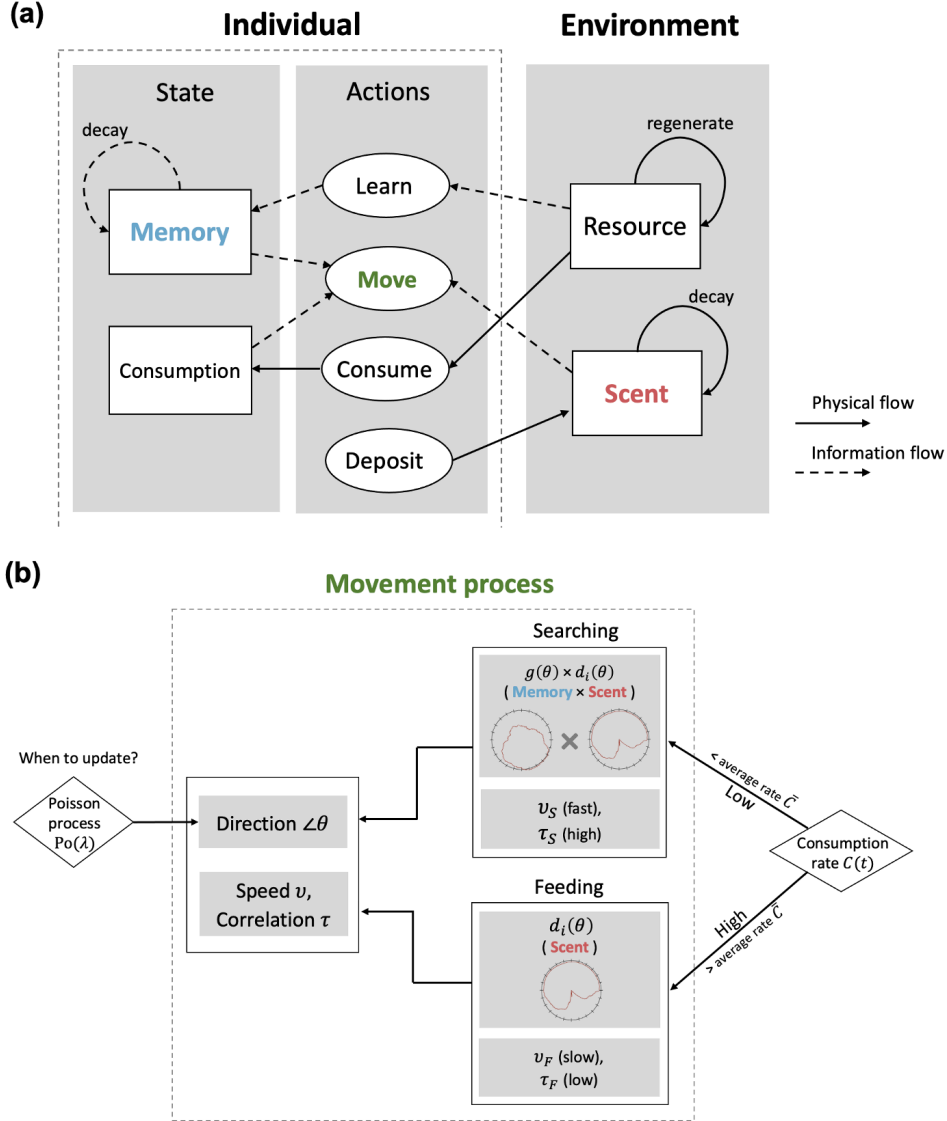 (a)
Individual
Environment
State
Actions
decay
regenerate
Learn
Memory
Resource
Move
decay
Consumption
Consume
Scent
Physical flow
Deposit
Information flow
(b)
Movement process
Searching
g(θ) × d_i(θ)
( Memory × Scent )
×
When to update?
< average rate C̄
Low
Poisson
process
Po(λ)
Direction ∠θ
υ_S (fast),
τ_S (high)
Consumption
rate C(t)
Speed υ,
Correlation τ
Feeding
High
> average rate C̄
d_i(θ)
( Scent )
υ_F (slow),
τ_F (low)